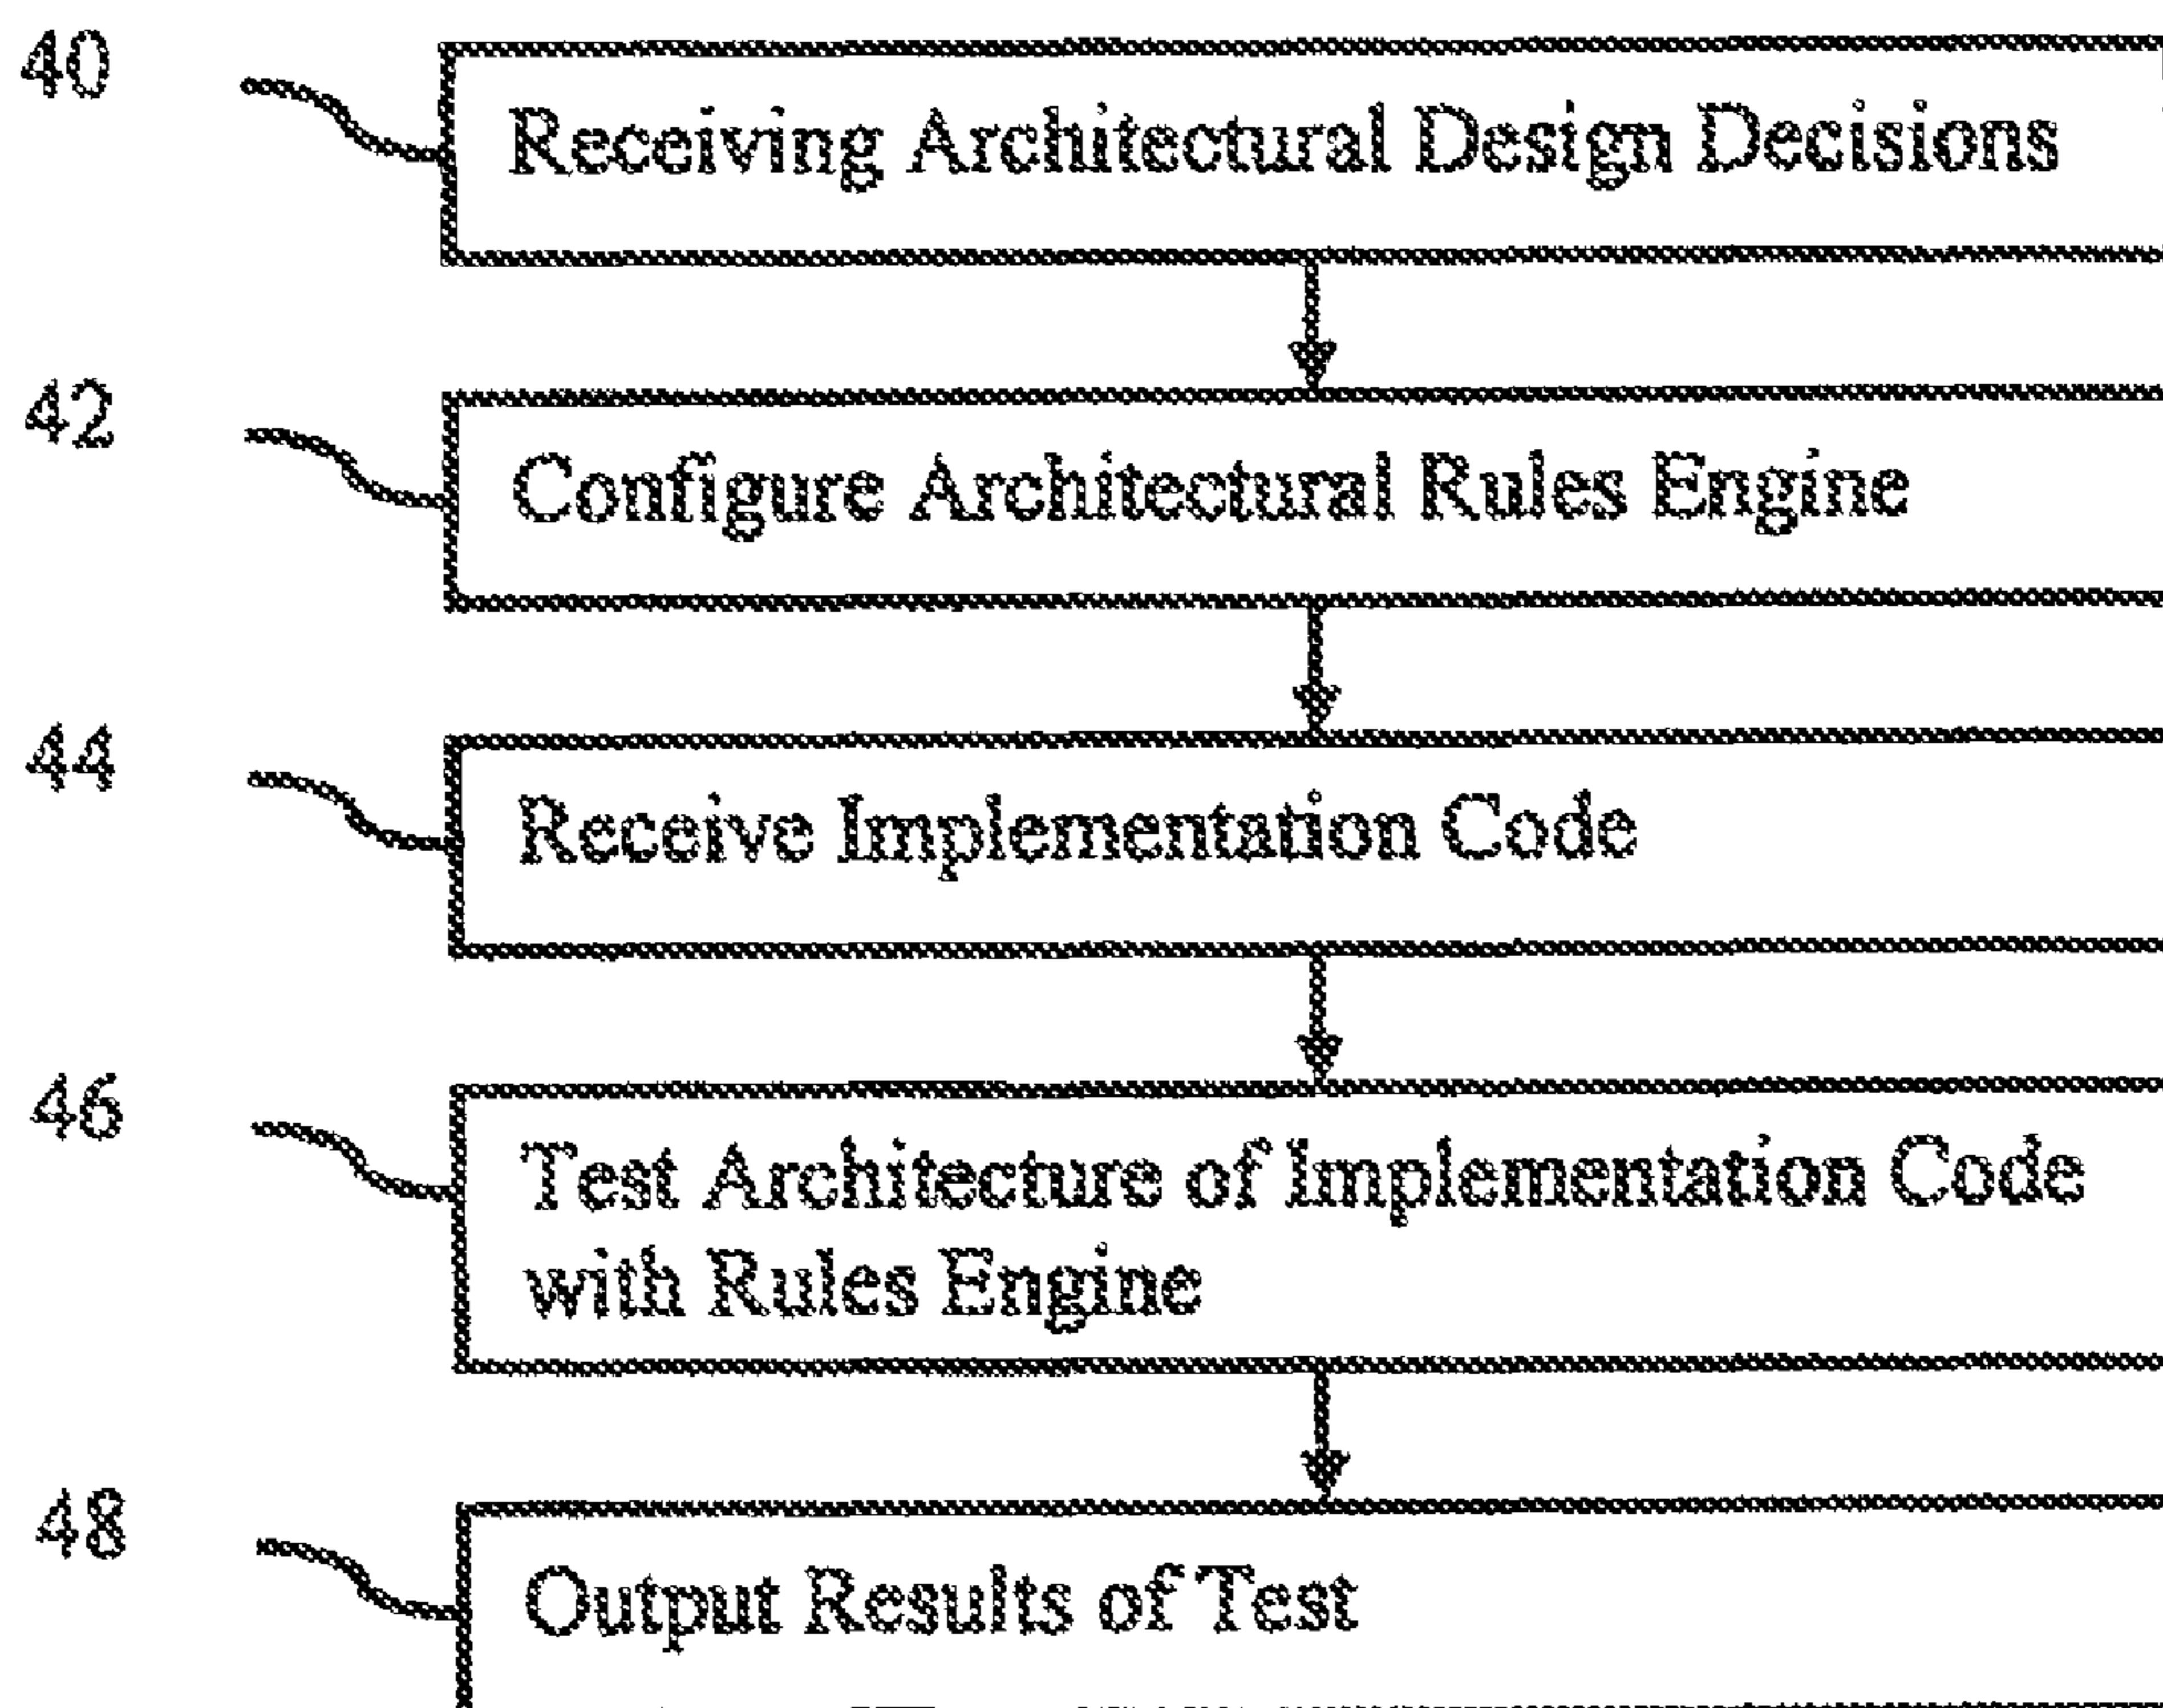 40
Receiving Architectural Design Decisions
42
Configure Architectural Rules Engine
44
Receive Implementation Code
46
Test Architecture of Implementation Code
with Rules Engine
48
Output Results of Test